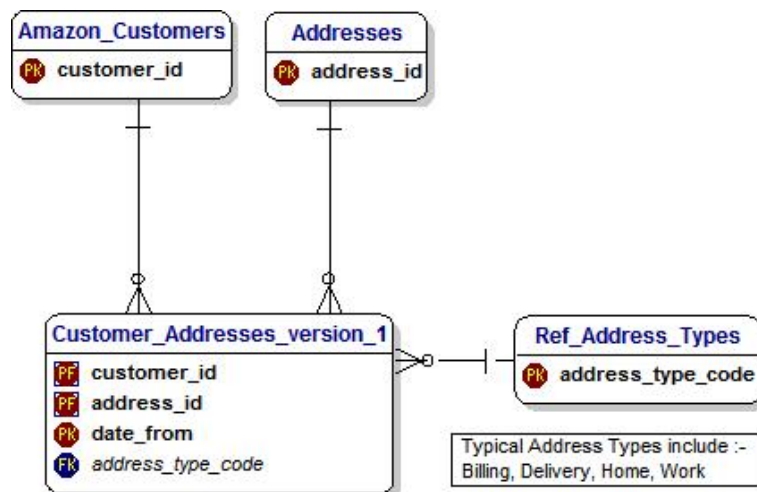 Amazon_Customers
PK customer_id
Addresses
PK address_id
Customer_Addresses_version_1
PF customer_id
PF address_id
PK date_from
FK address_type_code
Ref_Address_Types
PK address_type_code
Typical Address Types include :-
Billing, Delivery, Home, Work